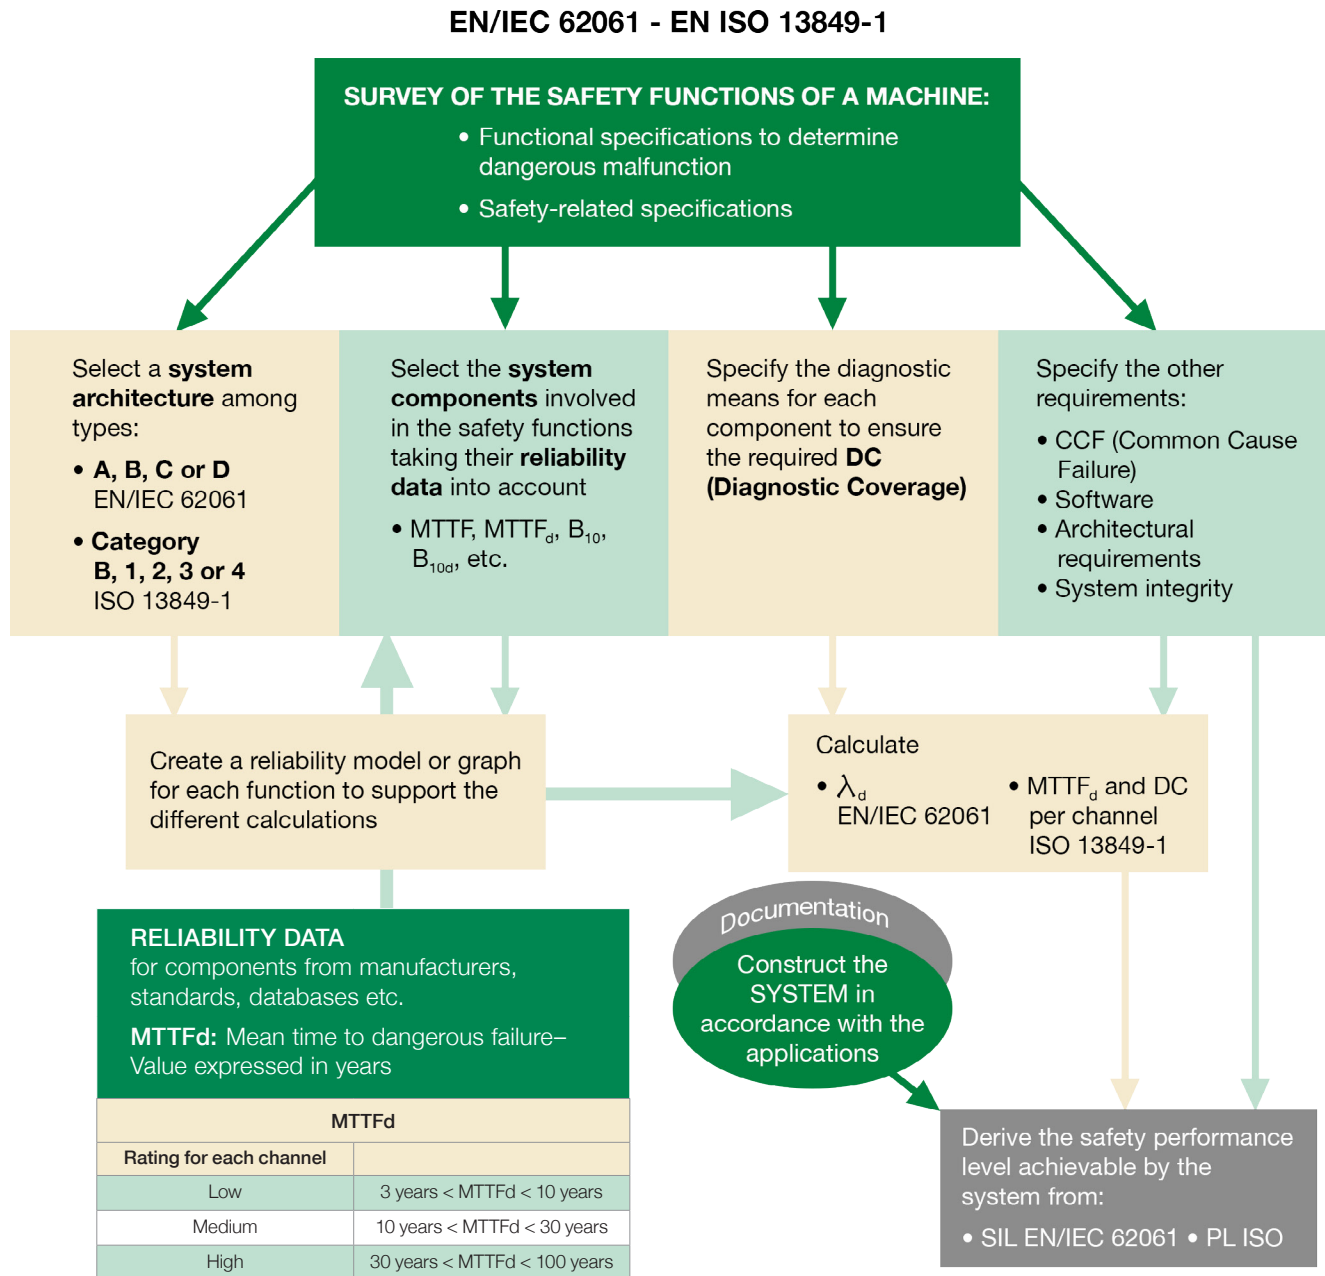 EN/IEC 62061 - EN ISO 13849-1
SURVEY OF THE SAFETY FUNCTIONS OF A MACHINE:
• Functional specifications to determine
dangerous malfunction
• Safety-related specifications
Select a system
architecture among
types:
• A, B, C or D
EN/IEC 62061
• Category
B, 1, 2, 3 or 4
ISO 13849-1
Select the system
components involved
in the safety functions
taking their reliability
data into account
• MTTF, MTTFd, B10,
B10d, etc.
Specify the diagnostic
means for each
component to ensure
the required DC
(Diagnostic Coverage)
Specify the other
requirements:
• CCF (Common Cause
Failure)
• Software
• Architectural
requirements
• System integrity
Create a reliability model or graph
for each function to support the
different calculations
Calculate
• λd
EN/IEC 62061
• MTTFd and DC
per channel
ISO 13849-1
RELIABILITY DATA
for components from manufacturers,
standards, databases etc.
MTTFd: Mean time to dangerous failure–
Value expressed in years
MTTFd
Rating for each channel
Low 3 years < MTTFd < 10 years
Medium 10 years < MTTFd < 30 years
High 30 years < MTTFd < 100 years
Documentation
Construct the
SYSTEM in
accordance with the
applications
Derive the safety performance
level achievable by the
system from:
• SIL EN/IEC 62061 • PL ISO